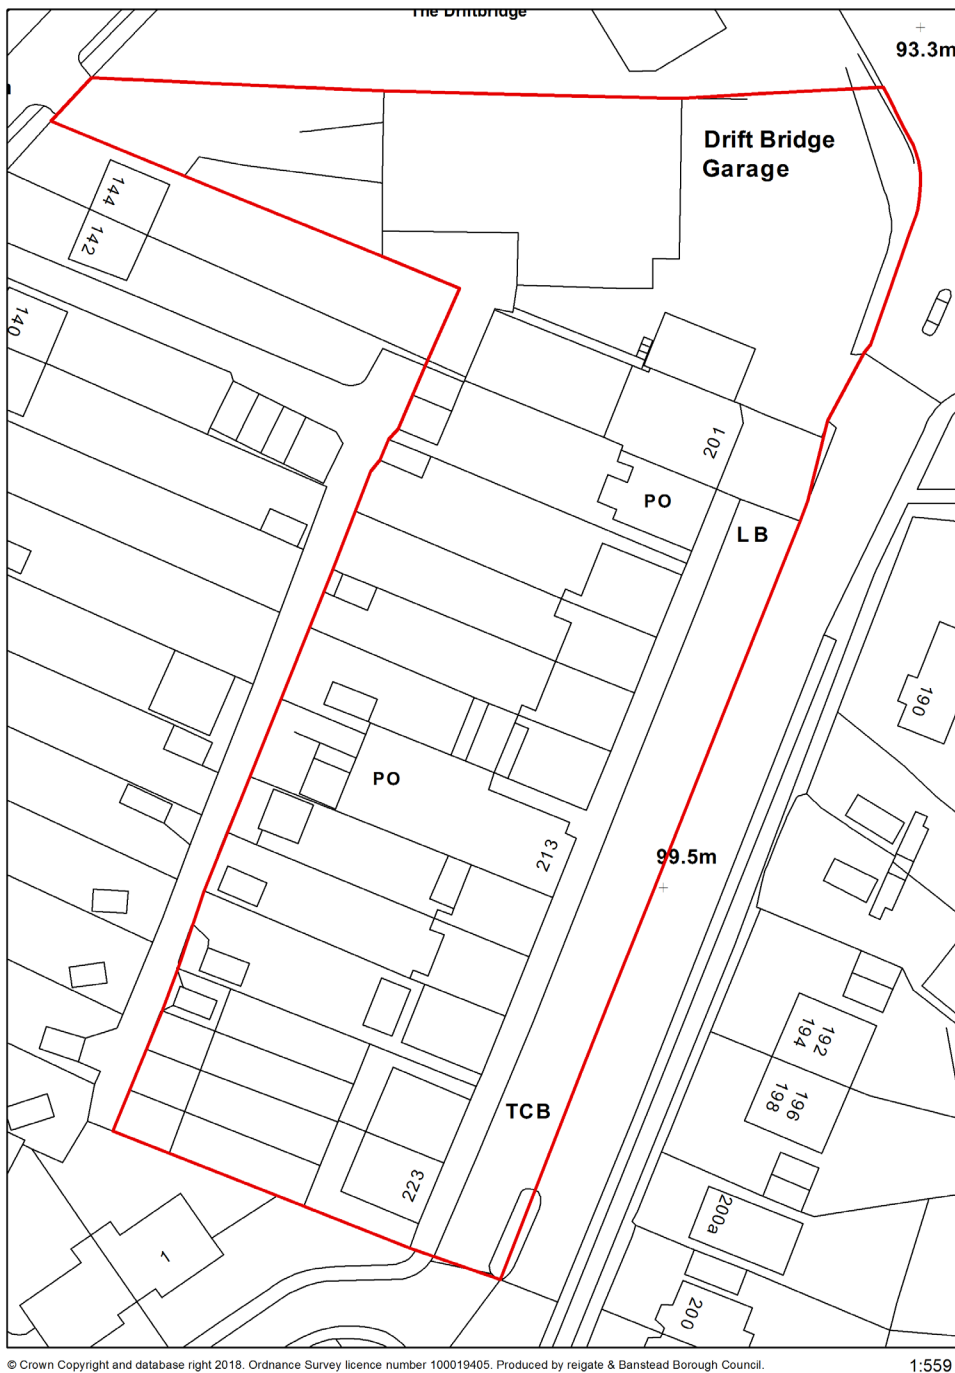 The Driftbridge
93.3m
Drift Bridge
Garage
144
142
140
201
PO
LB
190
PO
213
99.5m
192
194
196
198
TCB
223
200a
1
200
© Crown Copyright and database right 2018. Ordnance Survey licence number 100019405. Produced by reigate & Banstead Borough Council.
1:559